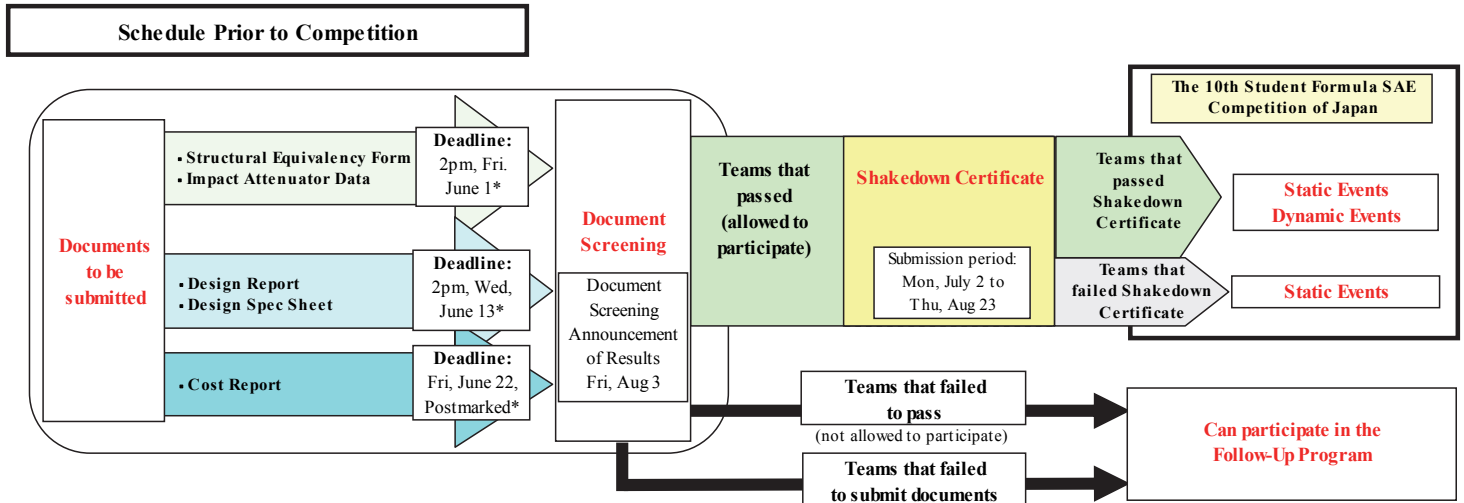 Schedule Prior to Competition
Documents
to be
submitted
▪ Structural Equivalency Form
▪ Impact Attenuator Data
Deadline:
2pm, Fri.
June 1*
▪ Design Report
▪ Design Spec Sheet
Deadline:
2pm, Wed,
June 13*
▪ Cost Report
Deadline:
Fri, June 22,
Postmarked*
Document
Screening
Document
Screening
Announcement
of Results
Fri, Aug 3
Teams that
passed
(allowed to
participate)
Shakedown Certificate
Submission period:
Mon, July 2 to
Thu, Aug 23
The 10th Student Formula SAE
Competition of Japan
Teams that
passed
Shakedown
Certificate
Static Events
Dynamic Events
Teams that
failed Shakedown
Certificate
Static Events
Teams that failed
to pass
(not allowed to participate)
Teams that failed
to submit documents
Can participate in the
Follow-Up Program